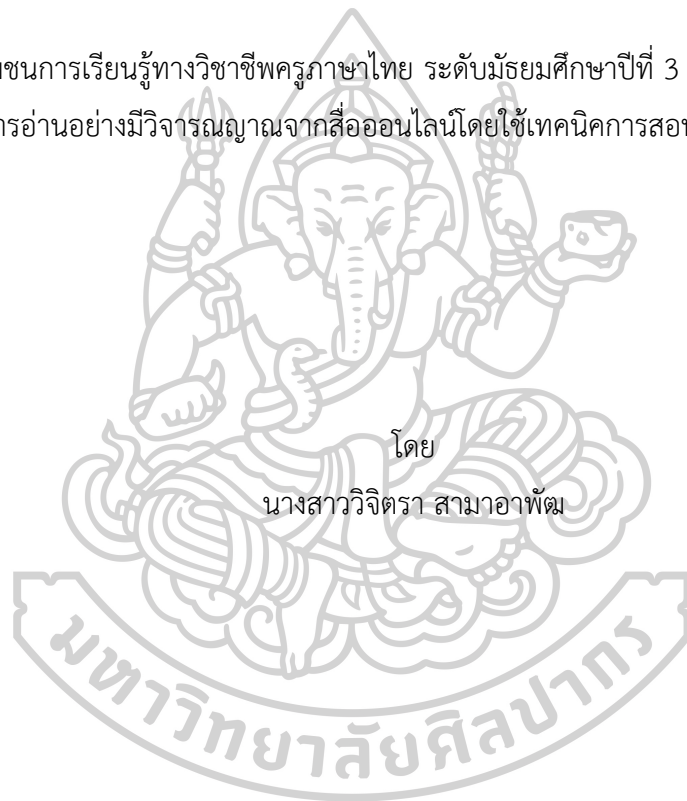 ชนการเรียนรู้ทางวิชาชีพครูภาษาไทย ระดับมัธยมศึกษาปีที่ 3
ารอ่านอย่างมีวิจารณญาณจากสื่อออนไลน์โดยใช้เทคนิคการสอน
โดย
นางสาววิจิตรา สามาอาพัฒ
มหาวิทยาลัยศิลปากร